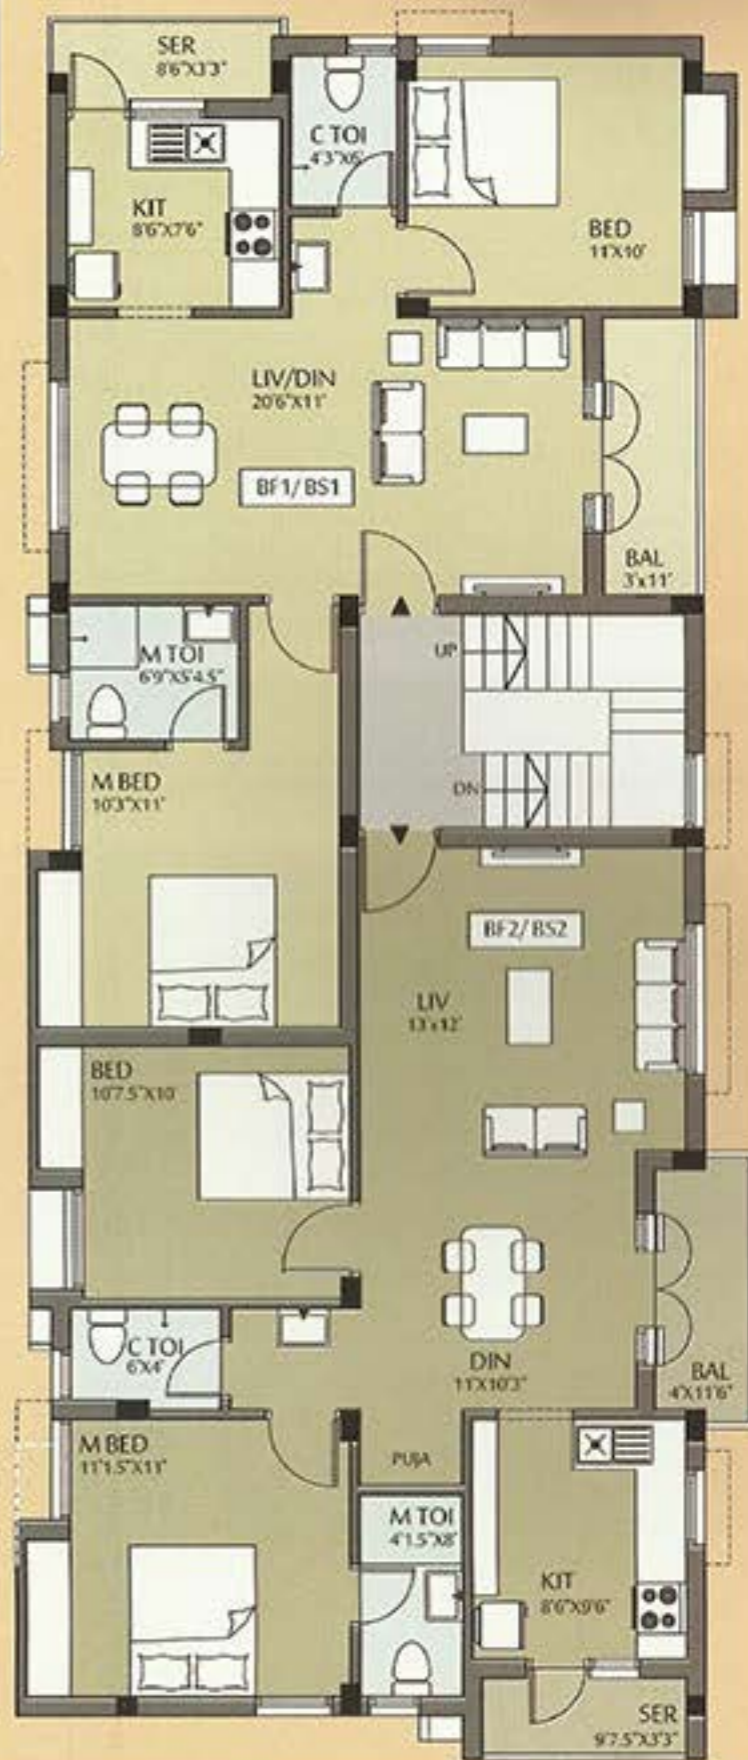 SER
8'6"X3'3"
C TOI
4'3"X6'
KIT
8'6"X7'6"
BED
11'X10'
LIV/DIN
20'6"X11'
BF1/BS1
BAL
3'x11'
M TOI
6'9"X5'4.5"
UP
M BED
10'3"X11'
DN
BF2/BS2
LIV
13'x12'
BED
10'7.5"X10'
C TOI
6'X4'
DIN
11'X10'3"
BAL
4'X11'6"
M BED
11'1.5"X11'
PUJA
M TOI
4'1.5"X8'
KIT
8'6"X9'6"
SER
9'7.5"X3'3"